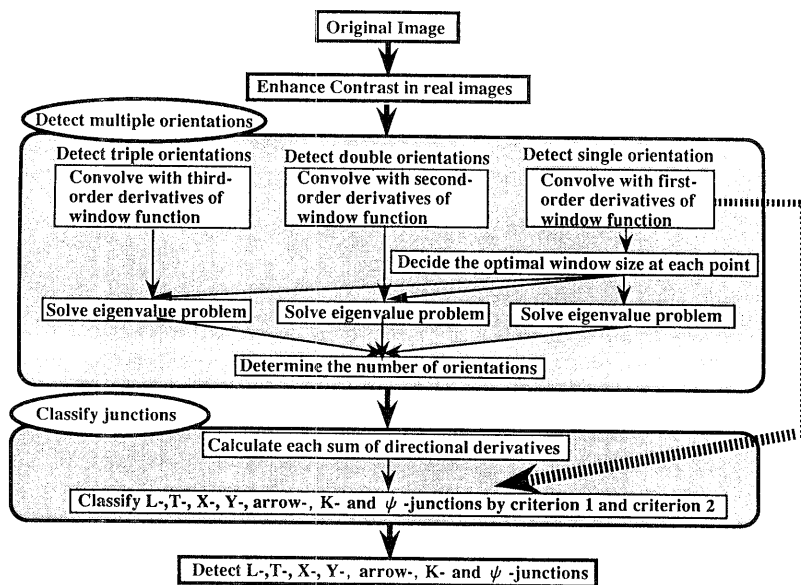 Original Image
Enhance Contrast in real images
Detect multiple orientations
Detect triple orientations
Convolve with third-
order derivatives of
window function
Detect double orientations
Convolve with second-
order derivatives of
window function
Detect single orientation
Convolve with first-
order derivatives of
window function
Decide the optimal window size at each point
Solve eigenvalue problem
Solve eigenvalue problem
Solve eigenvalue problem
Determine the number of orientations
Classify junctions
Calculate each sum of directional derivatives
Classify L-,T-, X-, Y-, arrow-, K- and ψ -junctions by criterion 1 and criterion 2
Detect L-,T-, X-, Y-, arrow-, K- and ψ -junctions